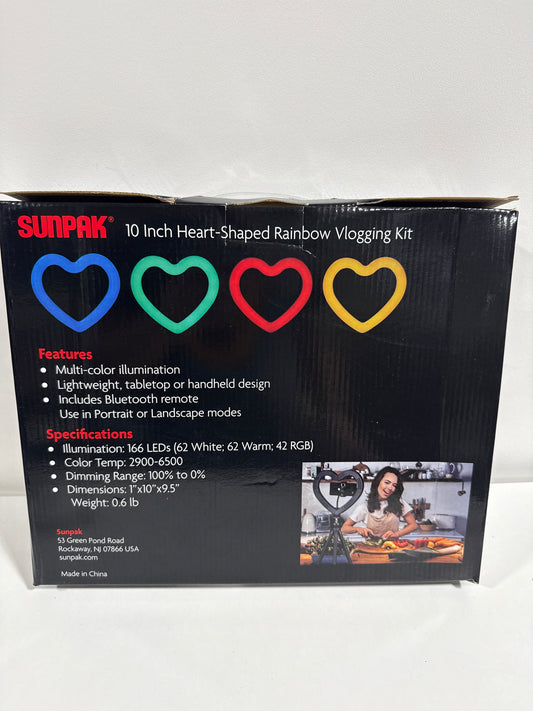 SUNPAK® 10 Inch Heart-Shaped Rainbow Vlogging Kit
Features
• Multi-color illumination
• Lightweight, tabletop or handheld design
• Includes Bluetooth remote
Use in Portrait or Landscape modes
Specifications
• Illumination: 166 LEDs (62 White; 62 Warm; 42 RGB)
• Color Temp: 2900-6500
• Dimming Range: 100% to 0%
• Dimensions: 1"x10"x9.5"
Weight: 0.6 lb
Sunpak
53 Green Pond Road
Rockaway, NJ 07866 USA
sunpak.com
Made in China